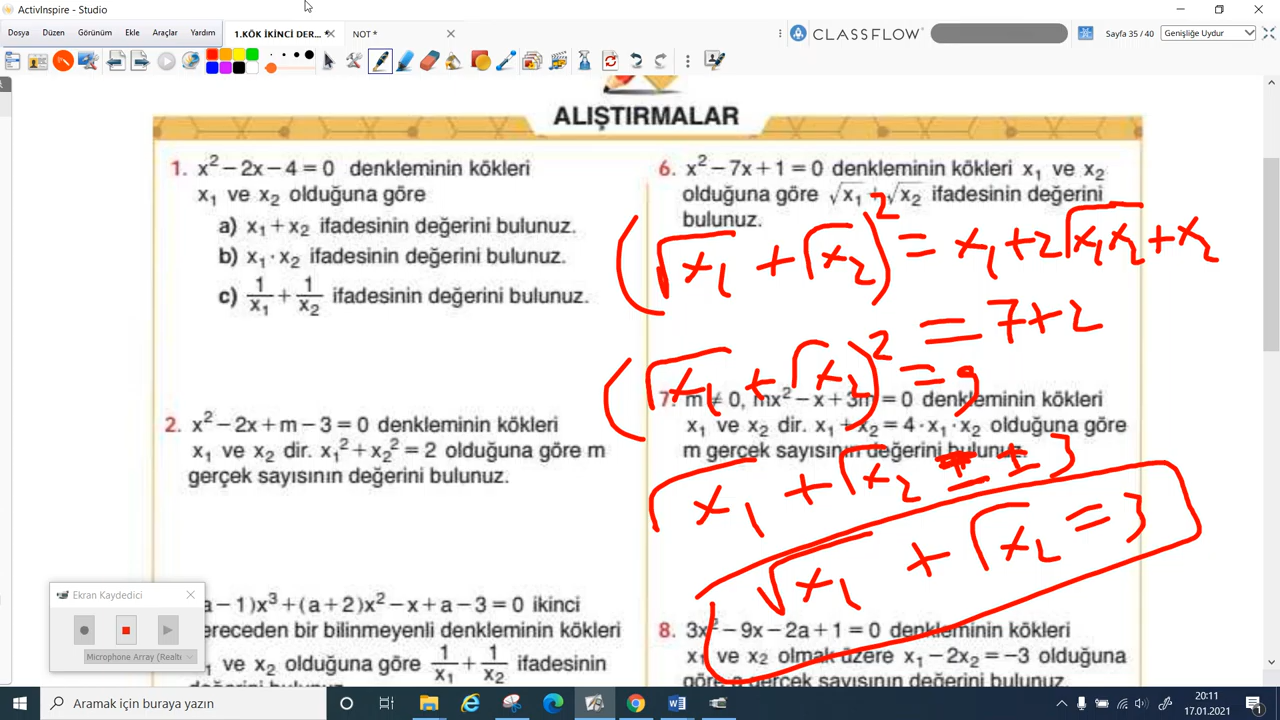 ActivInspire - Studio
Dosya Düzen Görünüm Ekle Araçlar Yardım
1.KÖK İKİNCİ DER... *
NOT *
CLASSFLOW
Sayfa 35 / 40
Genişliğe Uydur
ALIŞTIRMALAR
1. x² − 2x − 4 = 0 denkleminin kökleri
x₁ ve x₂ olduğuna göre
a) x₁ + x₂ ifadesinin değerini bulunuz.
b) x₁ · x₂ ifadesinin değerini bulunuz.
c) 1/x₁ + 1/x₂ ifadesinin değerini bulunuz.
2. x² − 2x + m − 3 = 0 denkleminin kökleri
x₁ ve x₂ dir. x₁² + x₂² = 2 olduğuna göre m
gerçek sayısının değerini bulunuz.
a − 1)x³ + (a + 2)x² − x + a − 3 = 0 ikinci
ereceden bir bilinmeyenli denkleminin kökleri
ve x₂ olduğuna göre 1/x₁ + 1/x₂ ifadesinin
6. x² − 7x + 1 = 0 denkleminin kökleri x₁ ve x₂
olduğuna göre √x₁ + √x₂ ifadesinin değerini
bulunuz.
(√x₁ + √x₂)² = x₁ + 2√x₁x₂ + x₂
= 7 + 2
(√x₁ + √x₂)² = 9
7. m ≠ 0, mx² − x + 3m = 0 denkleminin kökleri
x₁ ve x₂ dir. x₁ + x₂ = 4 · x₁ · x₂ olduğuna göre
m gerçek sayısının değerini bulunuz.
√x₁ + √x₂ = ± 3
√x₁ + √x₂ = 3
8. 3x² − 9x − 2a + 1 = 0 denkleminin kökleri
x₁ ve x₂ olmak üzere x₁ − 2x₂ = −3 olduğuna
göre a gerçek sayısının değerini bulunuz.
Ekran Kaydedici
Microphone Array (Realt
Aramak için buraya yazın
20:11
17.01.2021
1